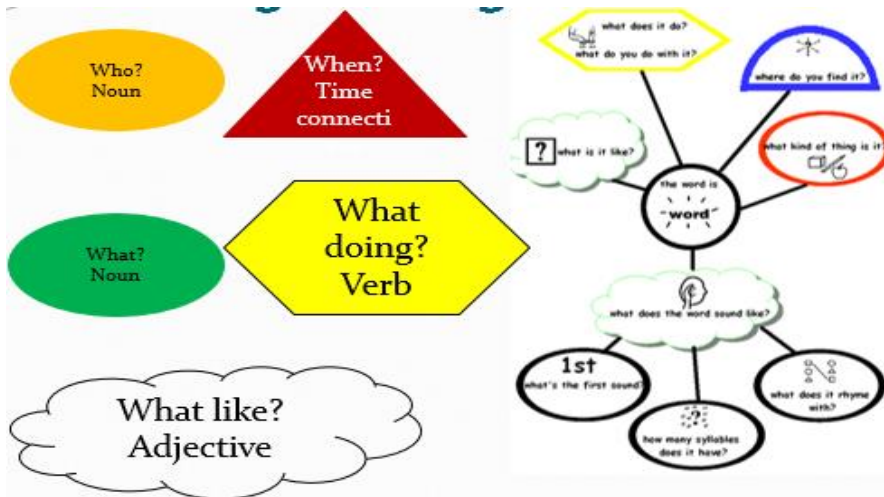 Who?
Noun
When?
Time
connecti
What?
Noun
What
doing?
Verb
What like?
Adjective
what does it do?
what do you do with it?
where do you find it?
?
what is it like?
what kind of thing is it?
the word is
word
what does the word sound like?
1st
what's the first sound?
?
how many syllables
does it have?
what does it rhyme
with?